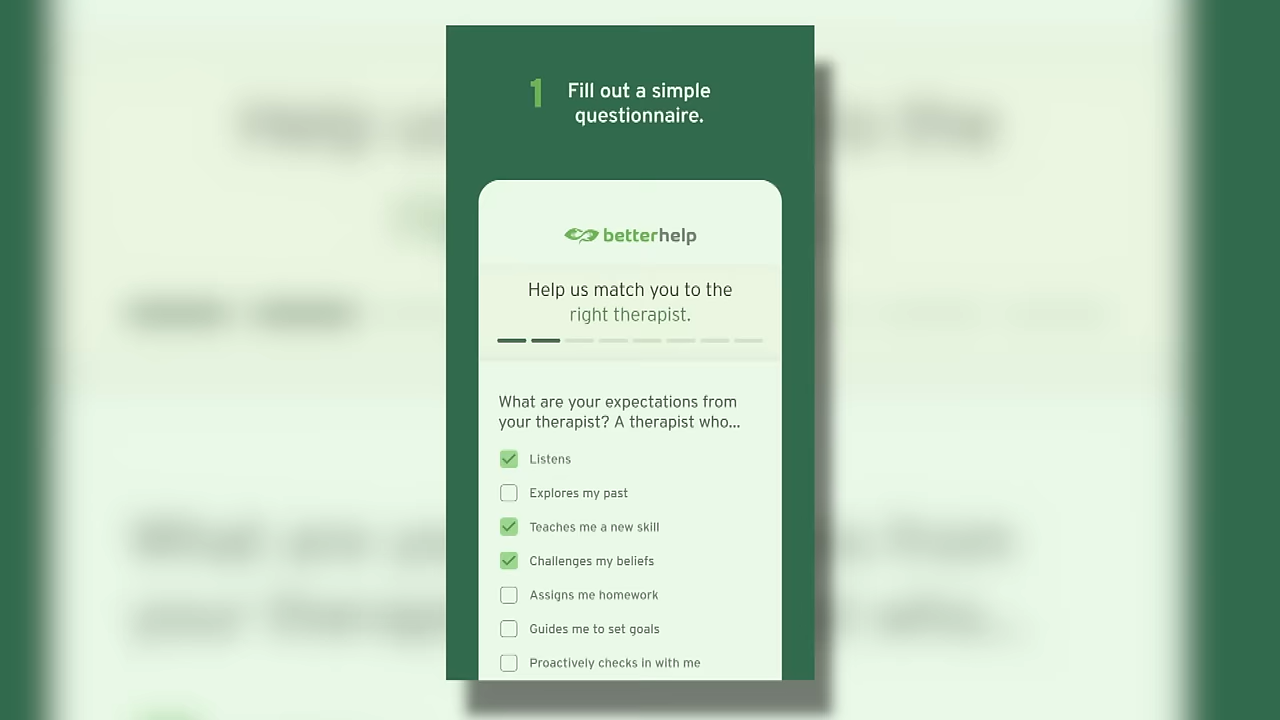 1
Fill out a simple
questionnaire.
betterhelp
Help us match you to the
right therapist.
What are your expectations from
your therapist? A therapist who...
Listens
Explores my past
Teaches me a new skill
Challenges my beliefs
Assigns me homework
Guides me to set goals
Proactively checks in with me